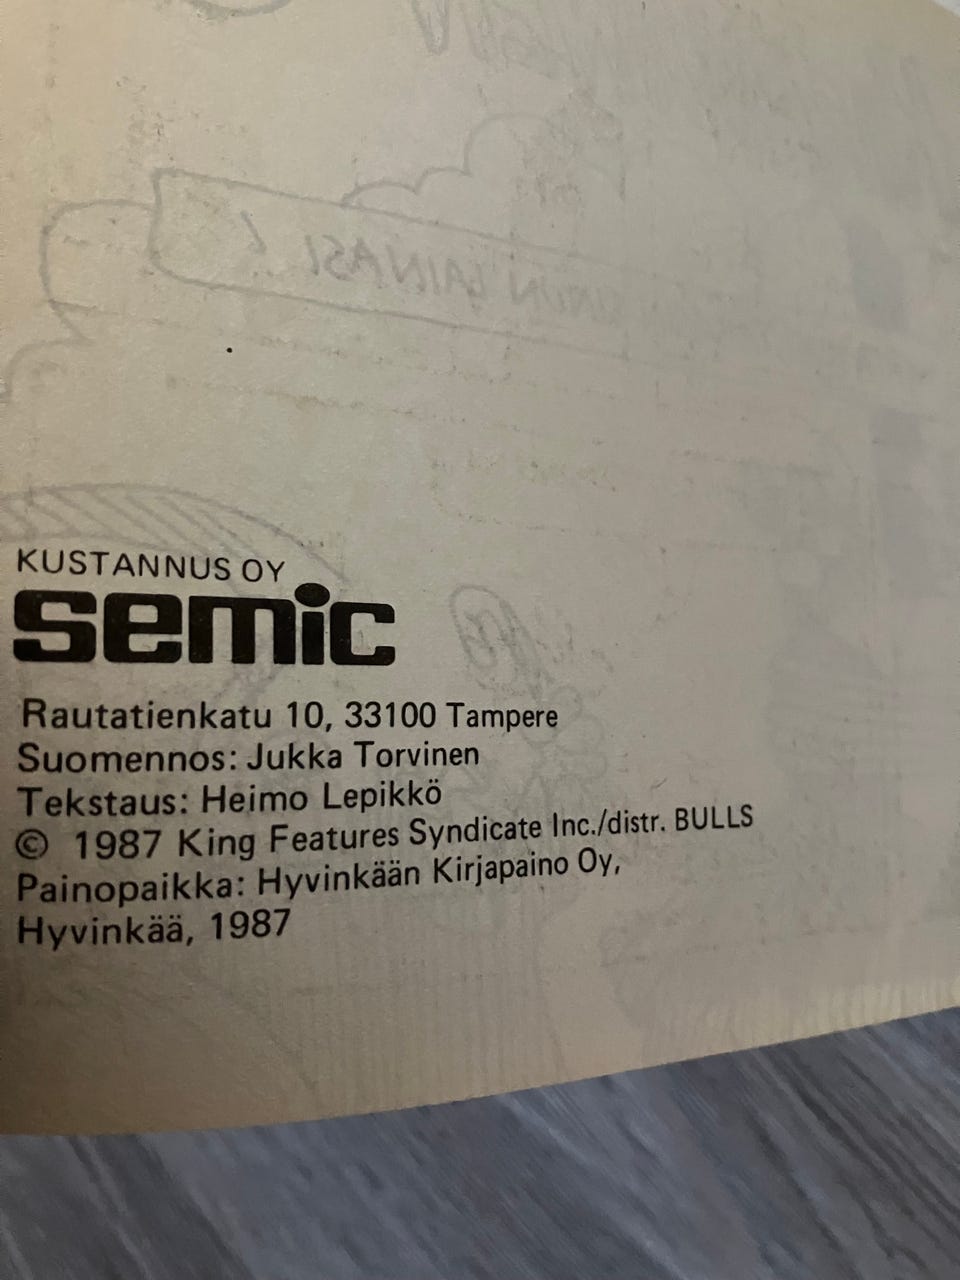 KUSTANNUS OY
semic
Rautatienkatu 10, 33100 Tampere
Suomennos: Jukka Torvinen
Tekstaus: Heimo Lepikkö
© 1987 King Features Syndicate Inc./distr. BULLS
Painopaikka: Hyvinkään Kirjapaino Oy,
Hyvinkää, 1987